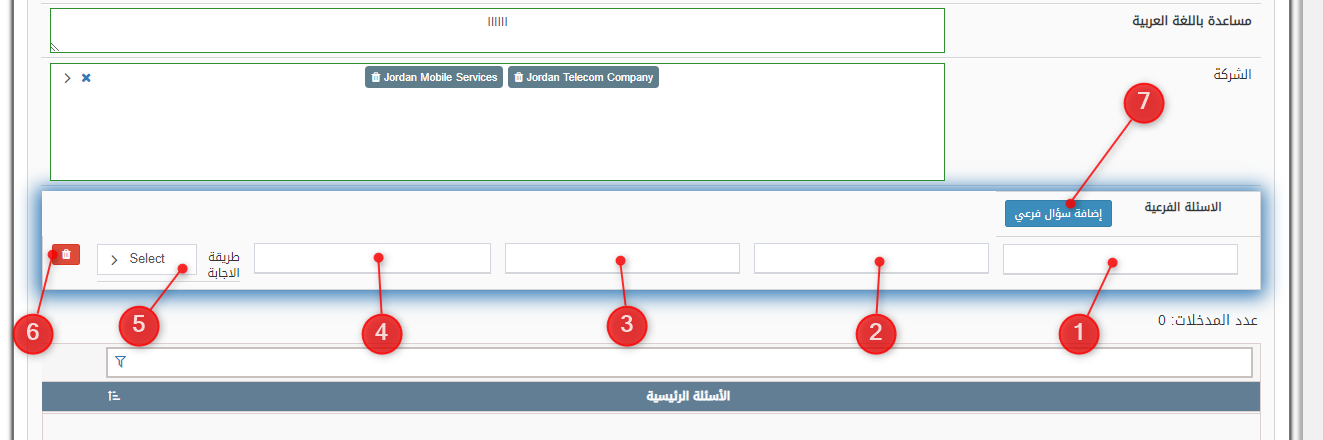 مساعدة باللغة العربية
اااااا
الشركة
Jordan Mobile Services Jordan Telecom Company
7
الاسئلة الفرعية
إضافة سؤال فرعي
طريقة الاجابة
Select
1
2
3
4
5
6
عدد المدخلات: 0
الأسئلة الرئيسية